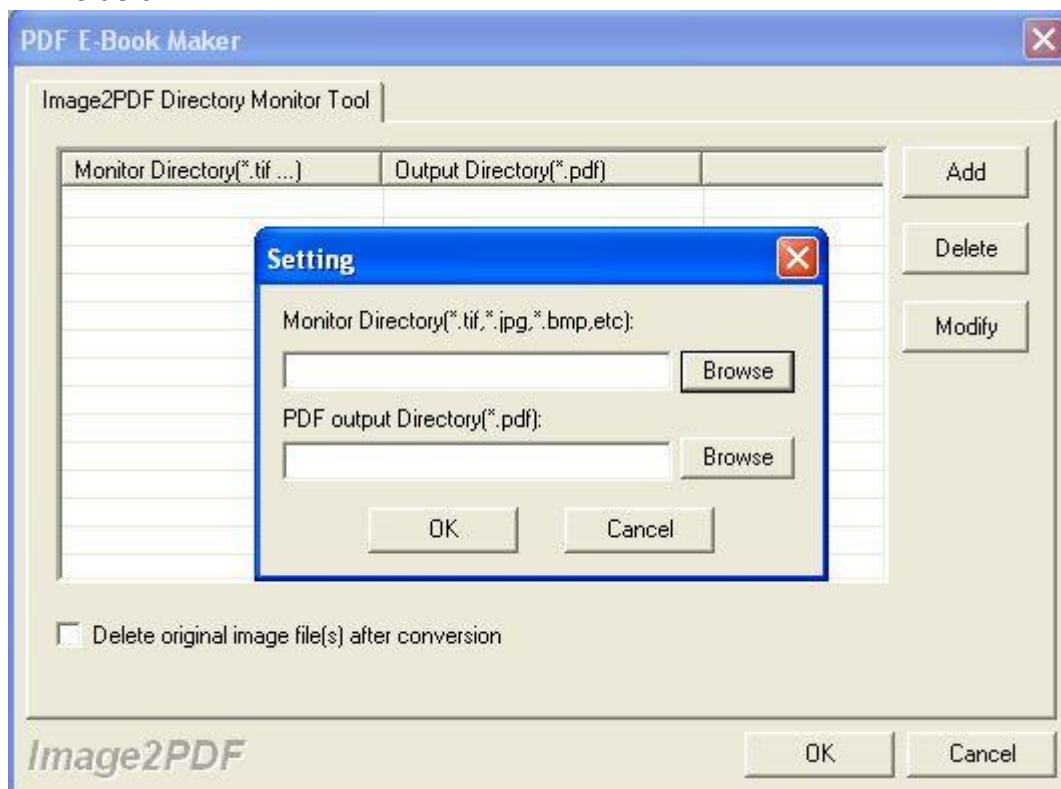 PDF E-Book Maker
Image2PDF Directory Monitor Tool
Monitor Directory(*.tif ...) Output Directory(*.pdf)
Add
Delete
Modify
Setting
Monitor Directory(*.tif,*.jpg,*.bmp,etc):
Browse
PDF output Directory(*.pdf):
Browse
OK Cancel
Delete original image file(s) after conversion
Image2PDF
OK Cancel